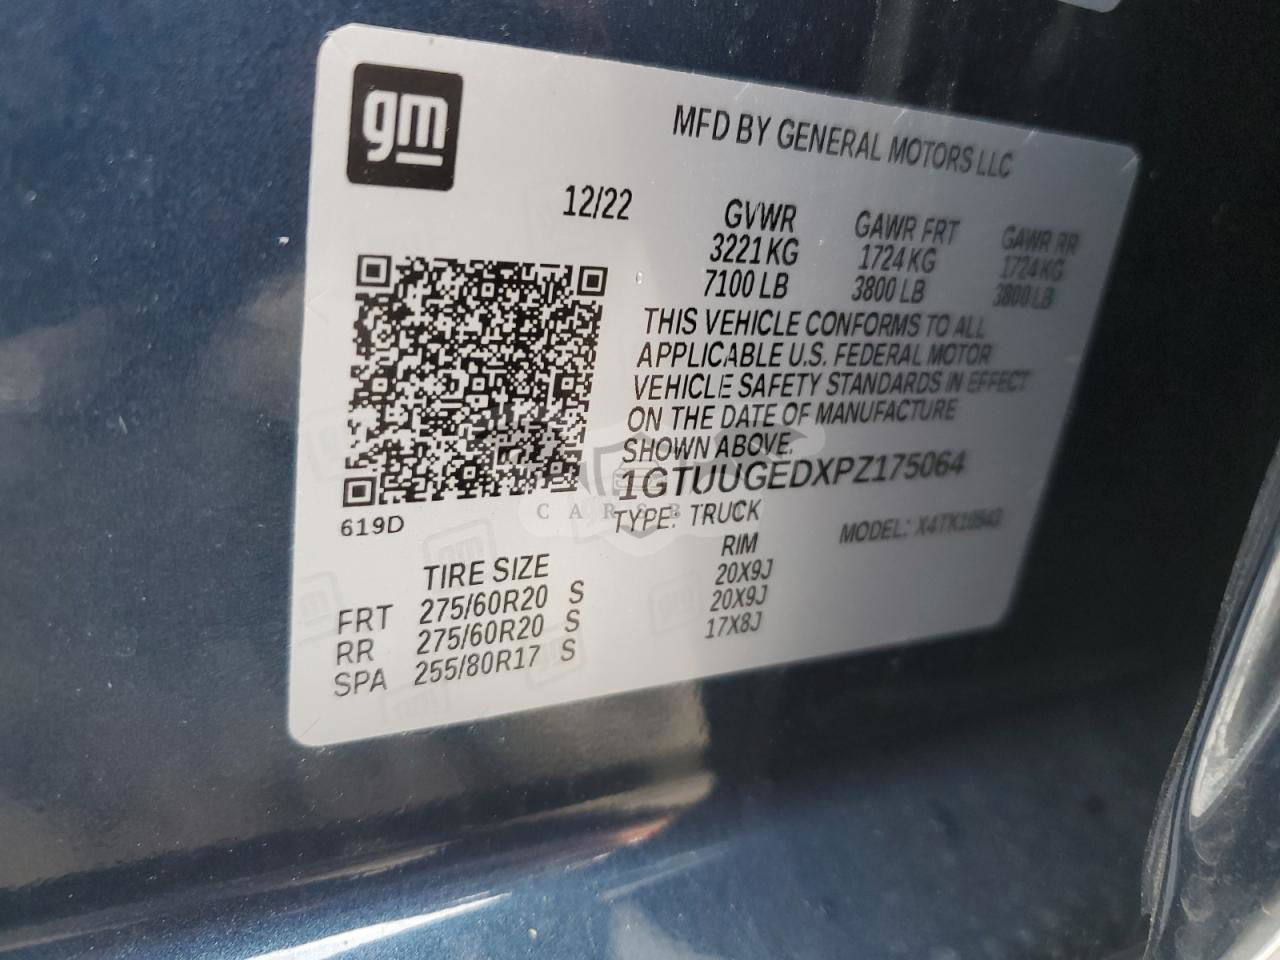 gm
MFD BY GENERAL MOTORS LLC
12/22
GVWR GAWR FRT GAWR RR
3221 KG 1724 KG 1724 KG
7100 LB 3800 LB 3800 LB
THIS VEHICLE CONFORMS TO ALL
APPLICABLE U.S. FEDERAL MOTOR
VEHICLE SAFETY STANDARDS IN EFFECT
ON THE DATE OF MANUFACTURE
SHOWN ABOVE.
1GTUUGEDXPZ175064
619D
TYPE: TRUCK MODEL:
TIRE SIZE RIM
FRT 275/60R20 S 20X9J
RR 275/60R20 S 20X9J
SPA 255/80R17 S 17X8J